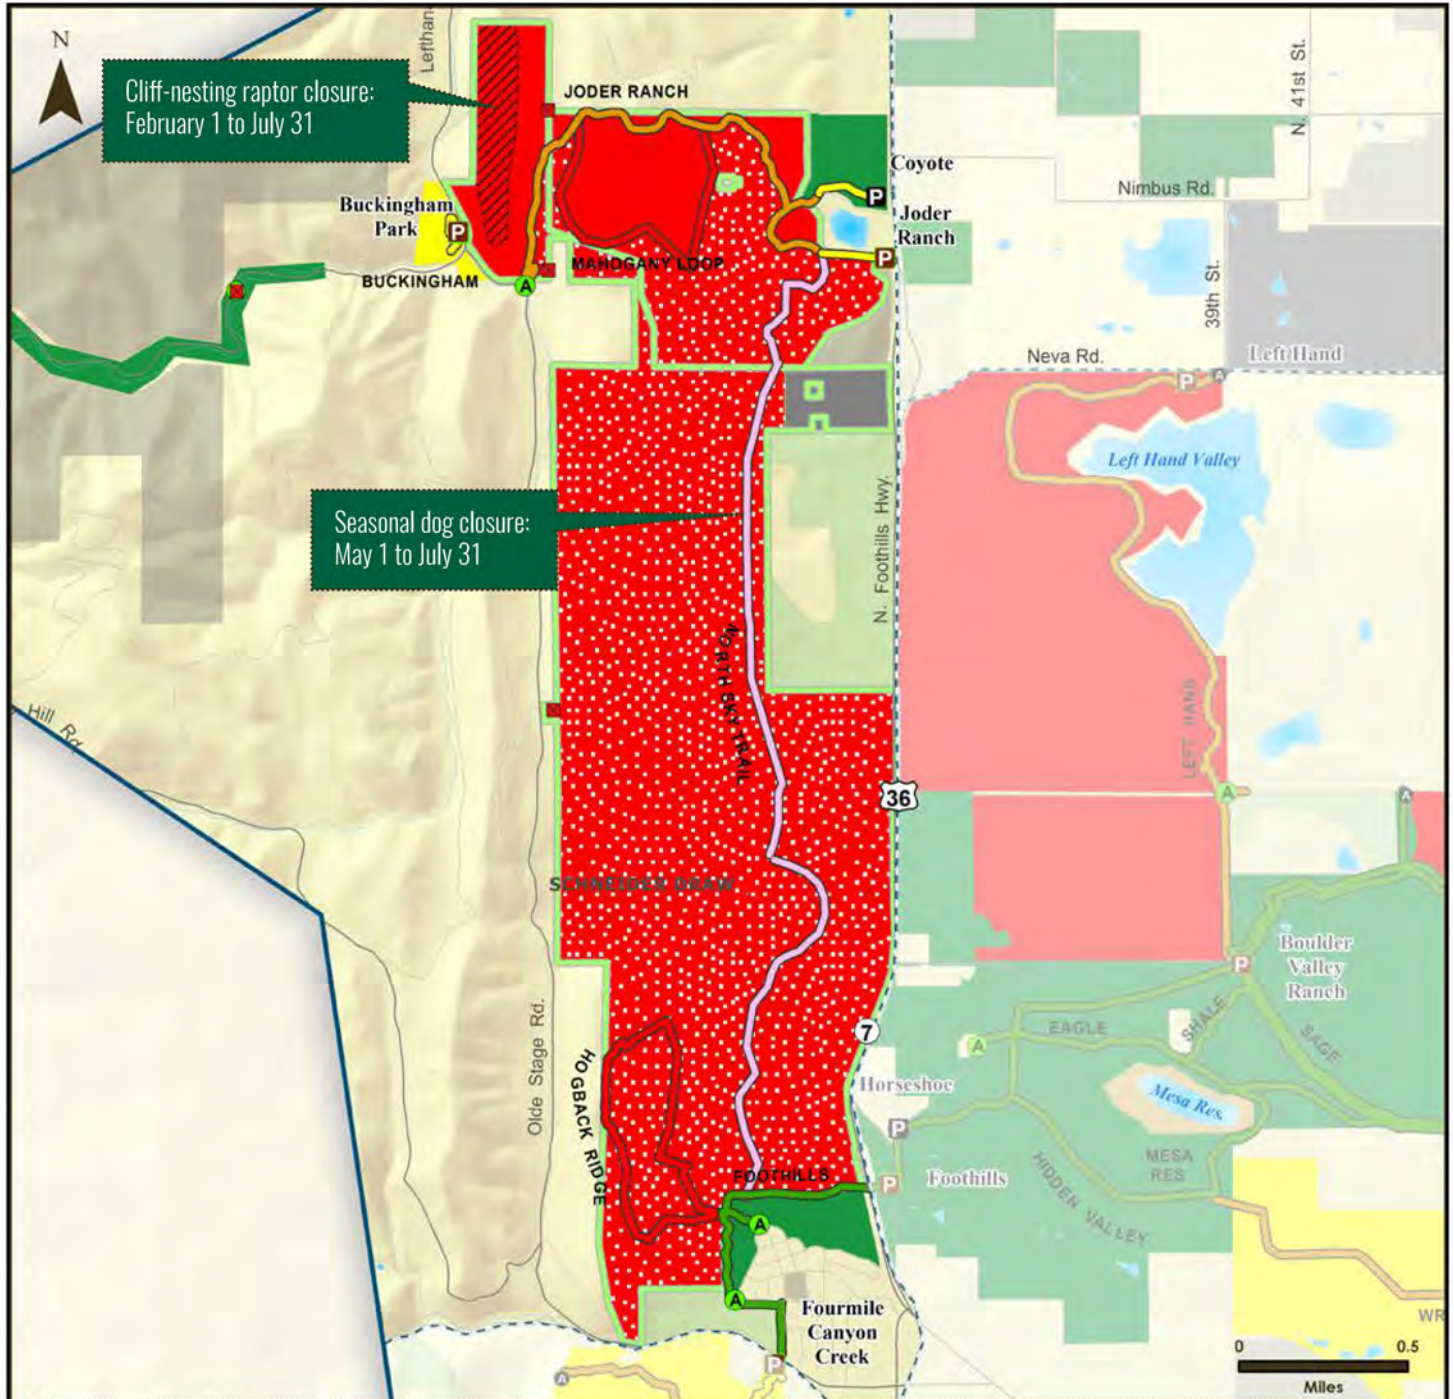 N
Lefthan
N. 41st St.
Cliff-nesting raptor closure:
February 1 to July 31
JODER RANCH
Coyote
P
Nimbus Rd.
Buckingham
Park
P
Joder
Ranch
P
MAHOGANY LOOP
BUCKINGHAM
A
39th St.
Neva Rd.
Left Hand
P
A
Left Hand Valley
N. Foothills Hwy.
Seasonal dog closure:
May 1 to July 31
NORTH SKY TRAIL
LEFT HAND
Hill Rd.
36
A
A
SCHNEIDER DRAW
Boulder
Valley
Ranch
P
SHALE
SAGE
EAGLE
A
7
Olde Stage Rd.
HOGBACK RIDGE
Horseshoe
P
Mesa Res.
MESA
RES
HIDDEN VALLEY
FOOTHILLS
P
Foothills
A
A
Fourmile
Canyon
Creek
P
A
WR
0
0.5
Miles